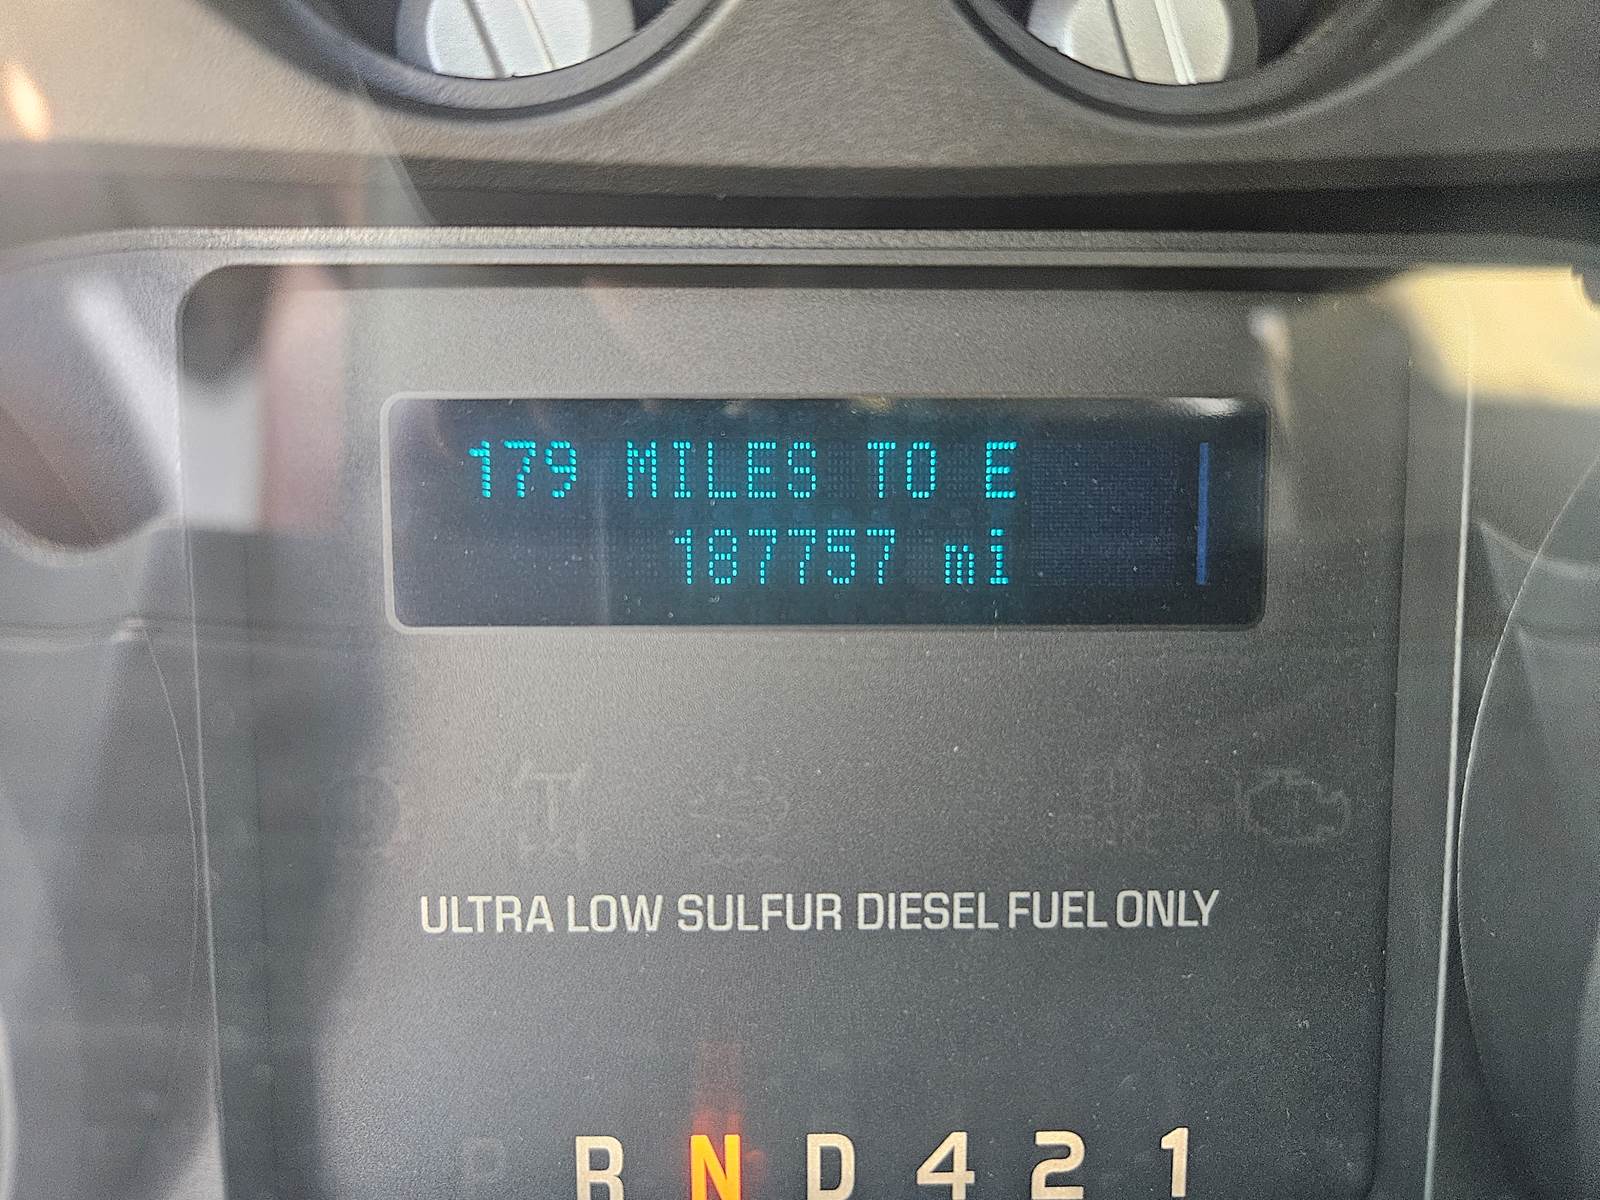 179 MILES TO E
187757 mi
ULTRA LOW SULFUR DIESEL FUEL ONLY
P R N D 4 2 1